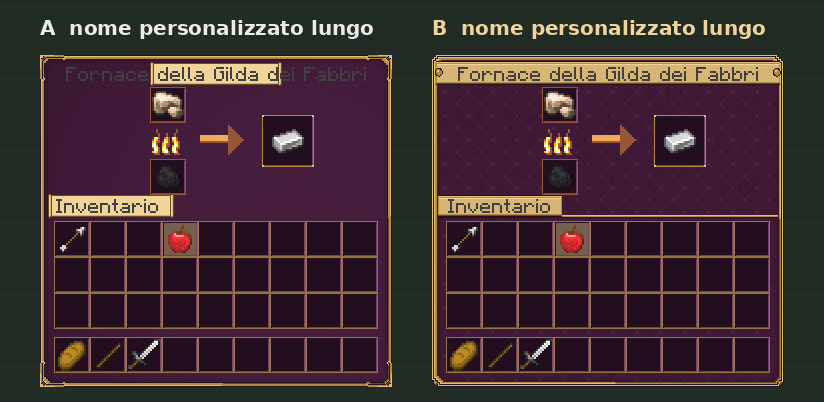 A nome personalizzato lungo
B nome personalizzato lungo
Fornace della Gilda dei Fabbri
Fornace della Gilda dei Fabbri
Inventario
Inventario